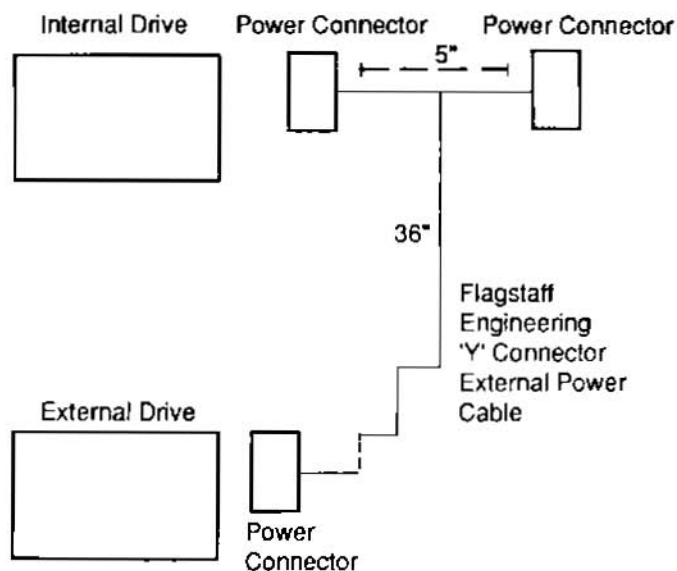 Internal Drive
Power Connector
Power Connector
5"
36"
Flagstaff
Engineering
'Y' Connector
External Power
Cable
External Drive
Power
Connector